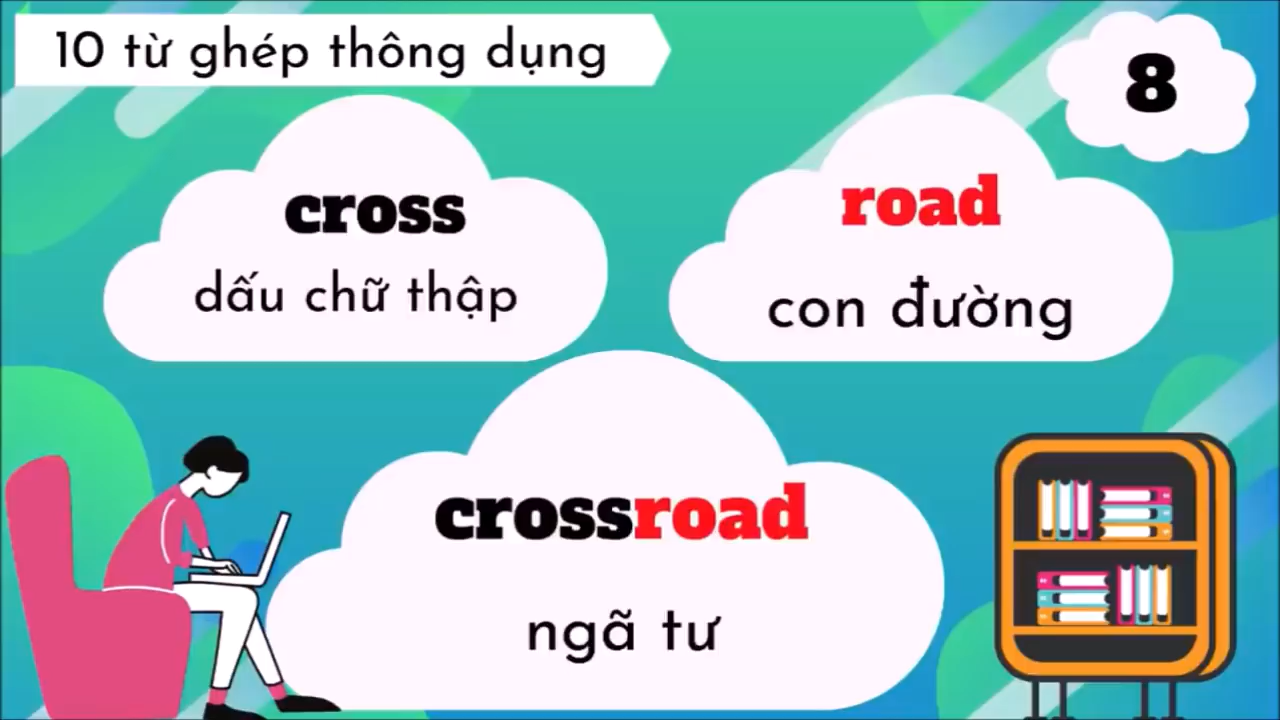 10 từ ghép thông dụng
8
cross
dấu chữ thập
road
con đường
crossroad
ngã tư